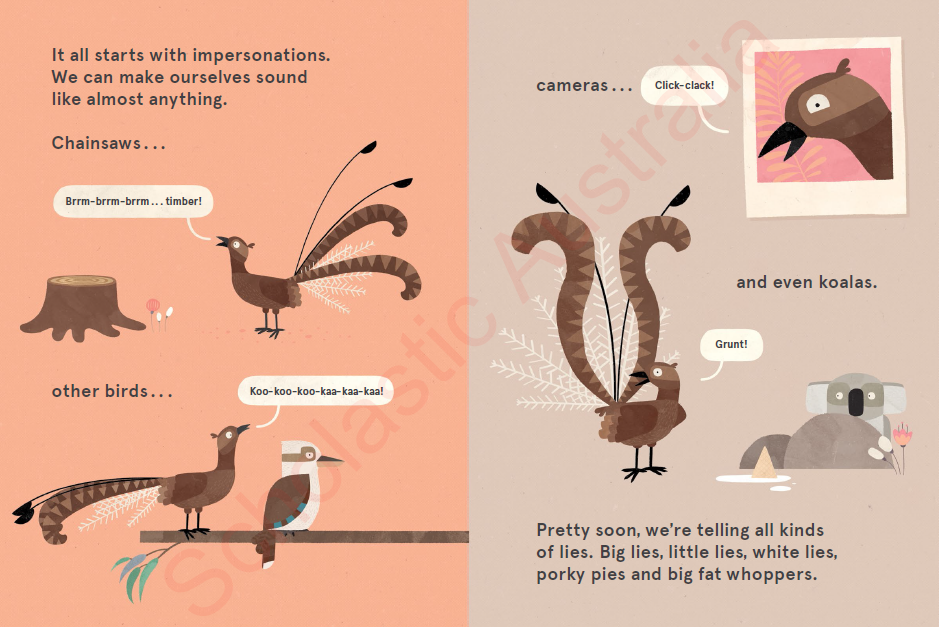 It all starts with impersonations.
We can make ourselves sound
like almost anything.
Chainsaws...
Brrm-brrm-brrm...timber!
other birds...
Koo-koo-koo-kaa-kaa-kaa!
cameras...
Click-clack!
and even koalas.
Grunt!
Pretty soon, we're telling all kinds
of lies. Big lies, little lies, white lies,
porky pies and big fat whoppers.
Scholastic Australia